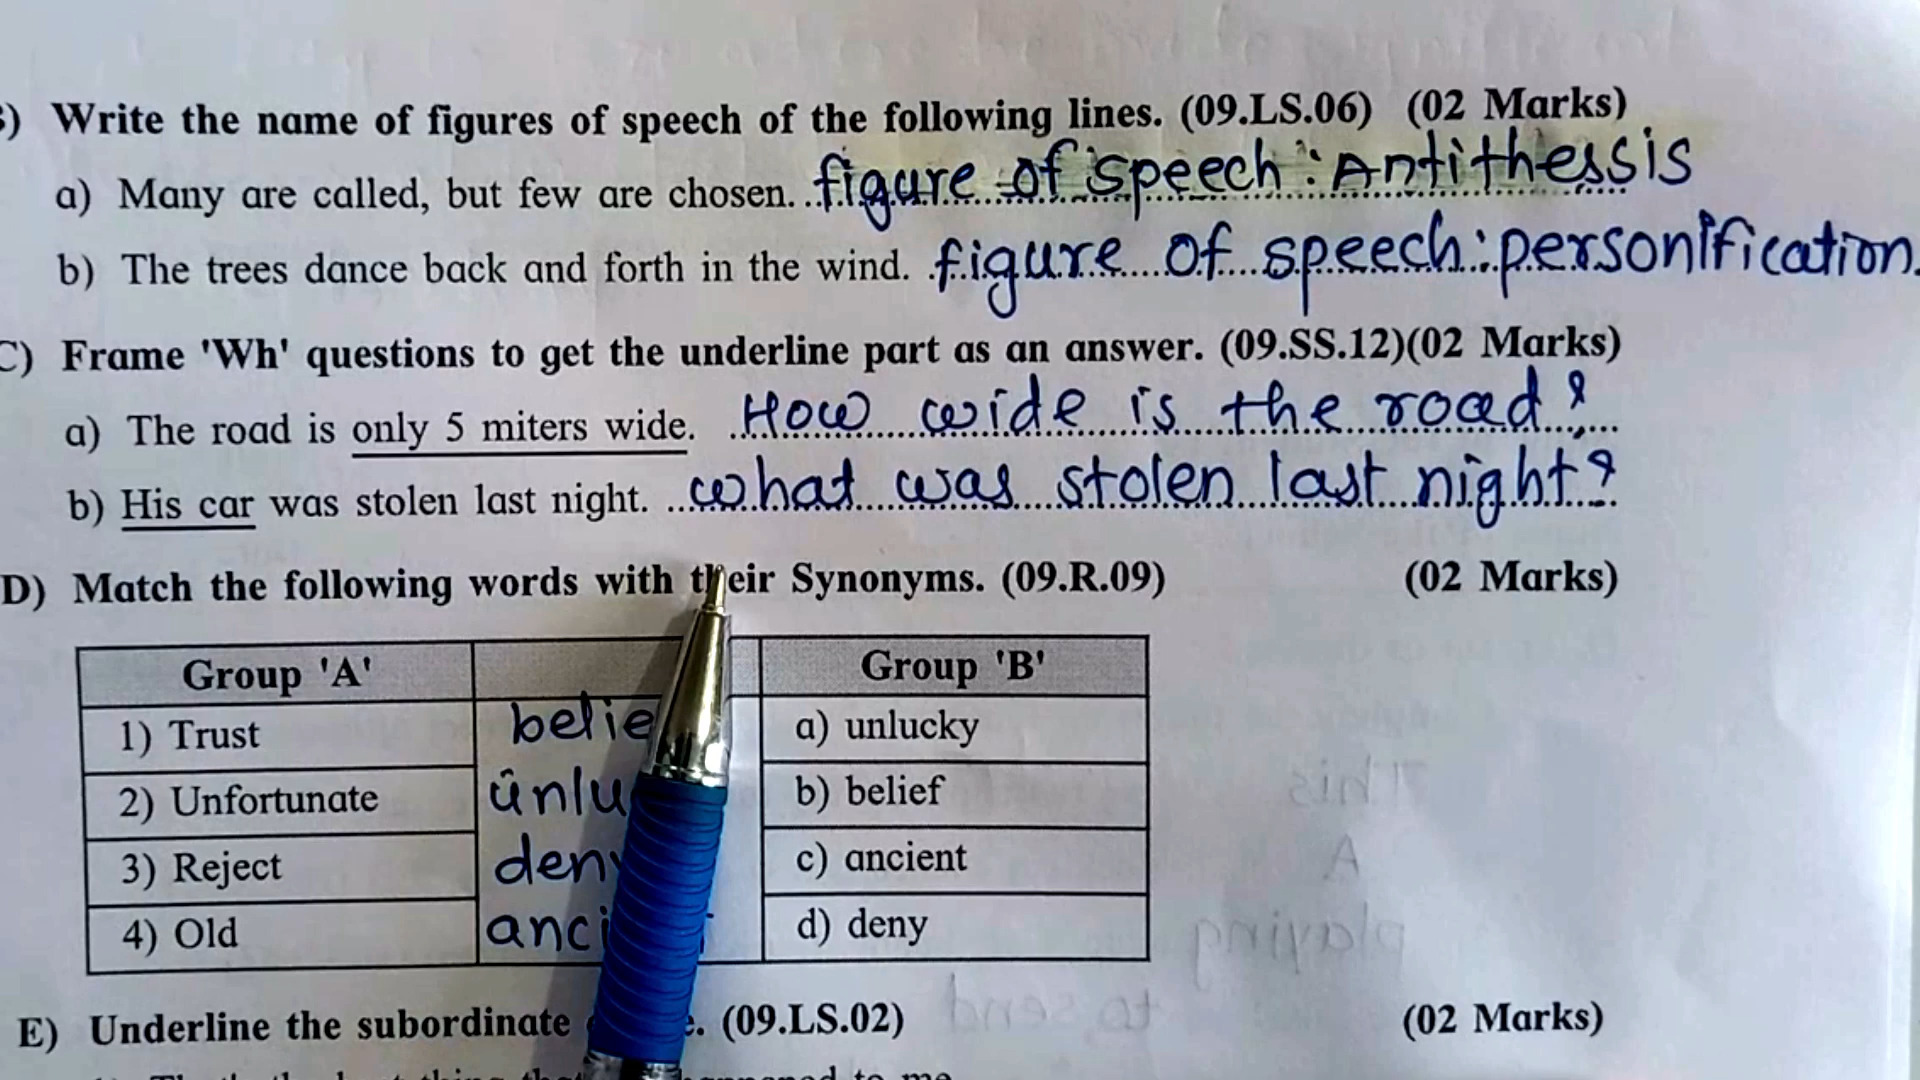 ) Write the name of figures of speech of the following lines. (09.LS.06) (02 Marks)
a) Many are called, but few are chosen. figure of speech : Antithessis
b) The trees dance back and forth in the wind. figure of speech : personification.
C) Frame 'Wh' questions to get the underline part as an answer. (09.SS.12)(02 Marks)
a) The road is only 5 miters wide. How wide is the road?
b) His car was stolen last night. what was stolen last night?
D) Match the following words with their Synonyms. (09.R.09) (02 Marks)
Group 'A' Group 'B'
1) Trust belie a) unlucky
2) Unfortunate unlu b) belief
3) Reject deny c) ancient
4) Old anci d) deny
E) Underline the subordinate (09.LS.02) (02 Marks)